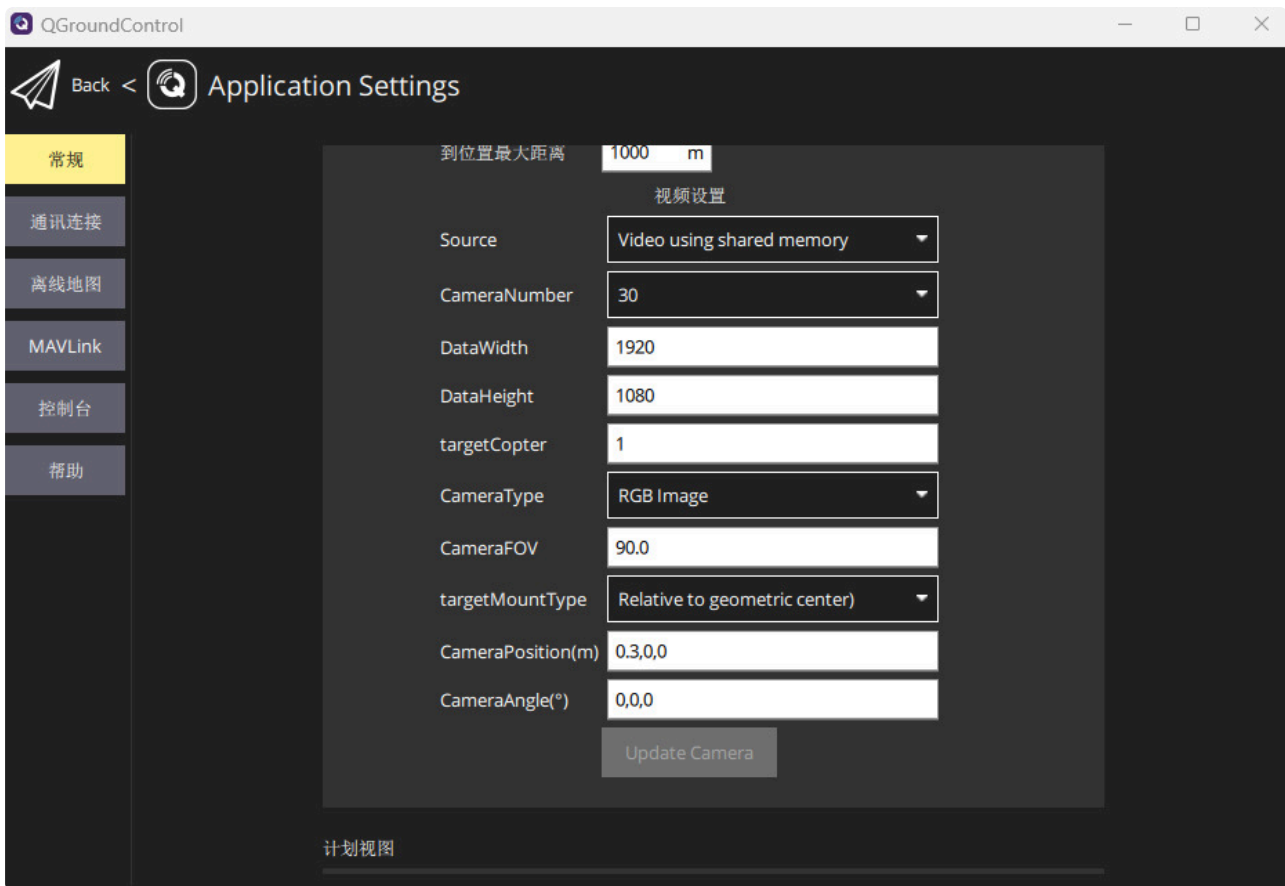 QGroundControl
Back < Application Settings
常规
通讯连接
离线地图
MAVLink
控制台
帮助
到位置最大距离 1000 m
视频设置
Source Video using shared memory
CameraNumber 30
DataWidth 1920
DataHeight 1080
targetCopter 1
CameraType RGB Image
CameraFOV 90.0
targetMountType Relative to geometric center)
CameraPosition(m) 0.3,0,0
CameraAngle(°) 0,0,0
Update Camera
计划视图